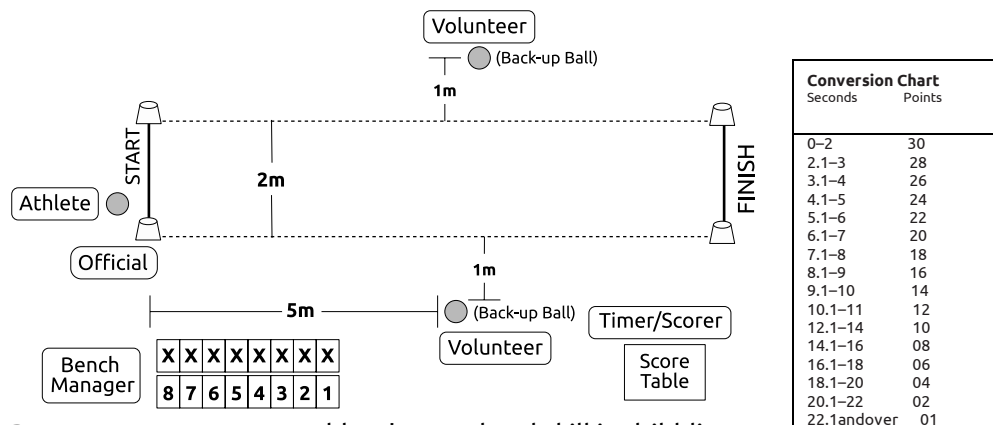 Volunteer
(Back-up Ball)
1m
START
2m
FINISH
Athlete
Official
1m
5m
(Back-up Ball)
Volunteer
Timer/Scorer
Score
Table
Bench
Manager
X X X X X X X X
8 7 6 5 4 3 2 1
Conversion Chart
Seconds Points
0–2 30
2.1–3 28
3.1–4 26
4.1–5 24
5.1–6 22
6.1–7 20
7.1–8 18
8.1–9 16
9.1–10 14
10.1–11 12
12.1–14 10
14.1–16 08
16.1–18 06
18.1–20 04
20.1–22 02
22.1andover 01